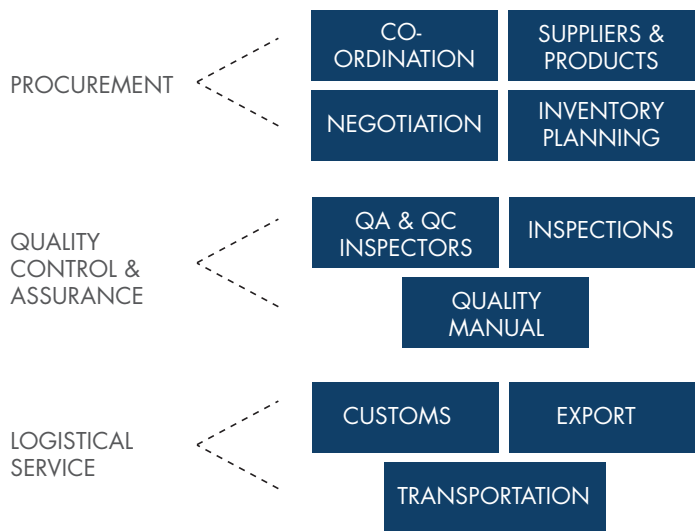 PROCUREMENT
CO-
ORDINATION
SUPPLIERS &
PRODUCTS
NEGOTIATION
INVENTORY
PLANNING
QUALITY
CONTROL &
ASSURANCE
QA & QC
INSPECTORS
INSPECTIONS
QUALITY
MANUAL
LOGISTICAL
SERVICE
CUSTOMS
EXPORT
TRANSPORTATION